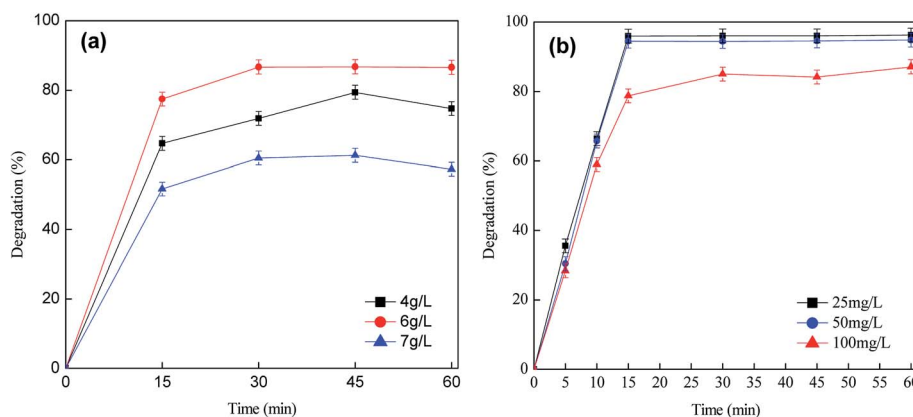 (a)
Degradation (%)
100
80
60
40
20
0
0 15 30 45 60
Time (min)
4g/L
6g/L
7g/L
(b)
Degradation (%)
100
80
60
40
20
0
0 5 10 15 20 25 30 35 40 45 50 55 60
Time (min)
25mg/L
50mg/L
100mg/L